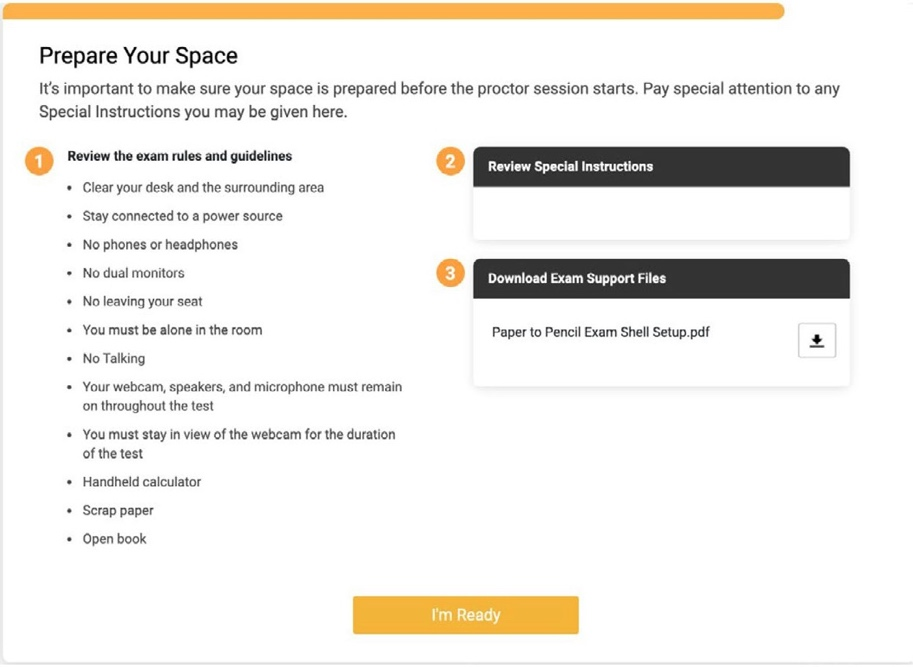 Prepare Your Space
It's important to make sure your space is prepared before the proctor session starts. Pay special attention to any
Special Instructions you may be given here.
1
Review the exam rules and guidelines
• Clear your desk and the surrounding area
• Stay connected to a power source
• No phones or headphones
• No dual monitors
• No leaving your seat
• You must be alone in the room
• No Talking
• Your webcam, speakers, and microphone must remain
on throughout the test
• You must stay in view of the webcam for the duration
of the test
• Handheld calculator
• Scrap paper
• Open book
2
Review Special Instructions
3
Download Exam Support Files
Paper to Pencil Exam Shell Setup.pdf
I'm Ready